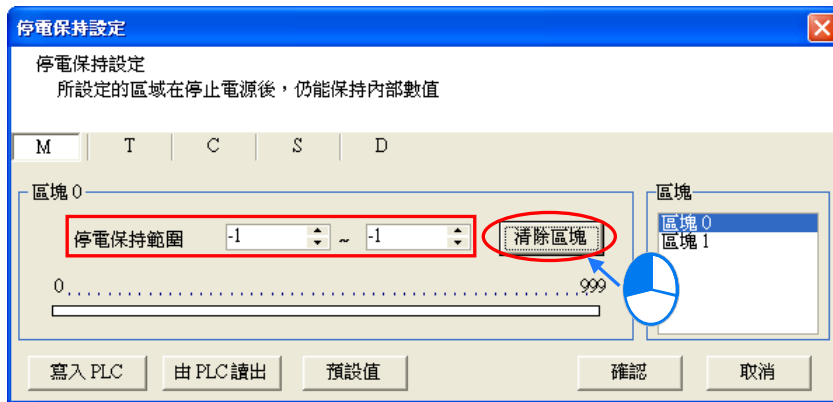 停電保持設定
停電保持設定
所設定的區域在停止電源後，仍能保持內部數值
M T C S D
區塊 0
停電保持範圍 -1 ~ -1 清除區塊
0 999
區塊
區塊 0
區塊 1
寫入 PLC 由 PLC 讀出 預設值 確認 取消